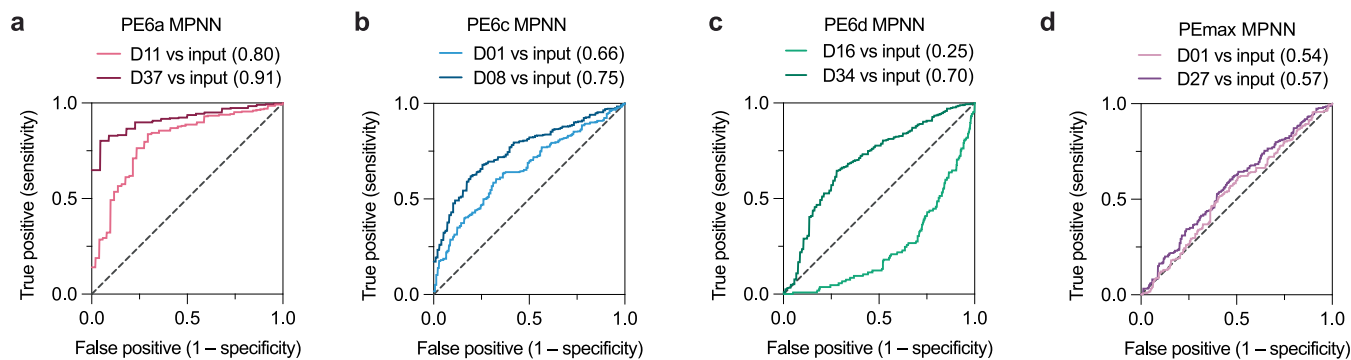 a
PE6a MPNN
D11 vs input (0.80)
D37 vs input (0.91)
True positive (sensitivity)
1.0
0.5
0.0
0.0 0.5 1.0
False positive (1 – specificity)
b
PE6c MPNN
D01 vs input (0.66)
D08 vs input (0.75)
True positive (sensitivity)
1.0
0.5
0.0
0.0 0.5 1.0
False positive (1 – specificity)
c
PE6d MPNN
D16 vs input (0.25)
D34 vs input (0.70)
True positive (sensitivity)
1.0
0.5
0.0
0.0 0.5 1.0
False positive (1 – specificity)
d
PEmax MPNN
D01 vs input (0.54)
D27 vs input (0.57)
True positive (sensitivity)
1.0
0.5
0.0
0.0 0.5 1.0
False positive (1 – specificity)